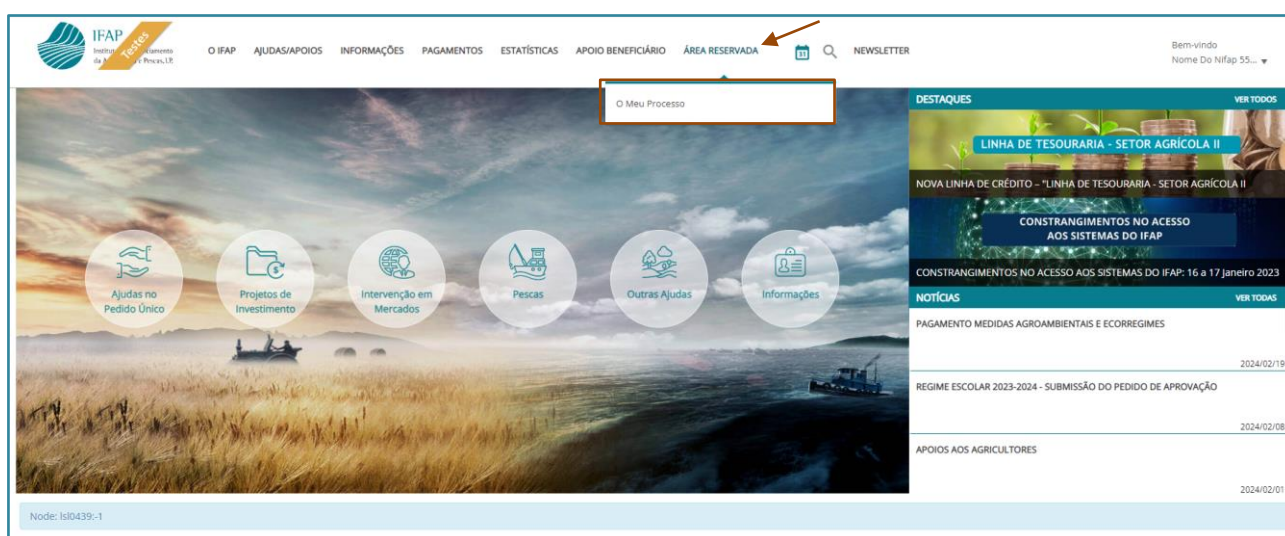 IFAP
Testes
O IFAP
AJUDAS/APOIOS
INFORMAÇÕES
PAGAMENTOS
ESTATÍSTICAS
APOIO BENEFICIÁRIO
ÁREA RESERVADA
31
NEWSLETTER
Bem-vindo
Nome Do Nifap 55...
O Meu Processo
Ajudas no
Pedido Único
Projetos de
Investimento
Intervenção em
Mercados
Pescas
Outras Ajudas
Informações
DESTAQUES
VER TODOS
LINHA DE TESOURARIA - SETOR AGRÍCOLA II
NOVA LINHA DE CRÉDITO – "LINHA DE TESOURARIA - SETOR AGRÍCOLA II
CONSTRANGIMENTOS NO ACESSO
AOS SISTEMAS DO IFAP
CONSTRANGIMENTOS NO ACESSO AOS SISTEMAS DO IFAP: 16 a 17 Janeiro 2023
NOTÍCIAS
VER TODAS
PAGAMENTO MEDIDAS AGROAMBIENTAIS E ECORREGIMES
2024/02/19
REGIME ESCOLAR 2023-2024 - SUBMISSÃO DO PEDIDO DE APROVAÇÃO
2024/02/08
APOIOS AOS AGRICULTORES
2024/02/01
Node: lsl0439:-1